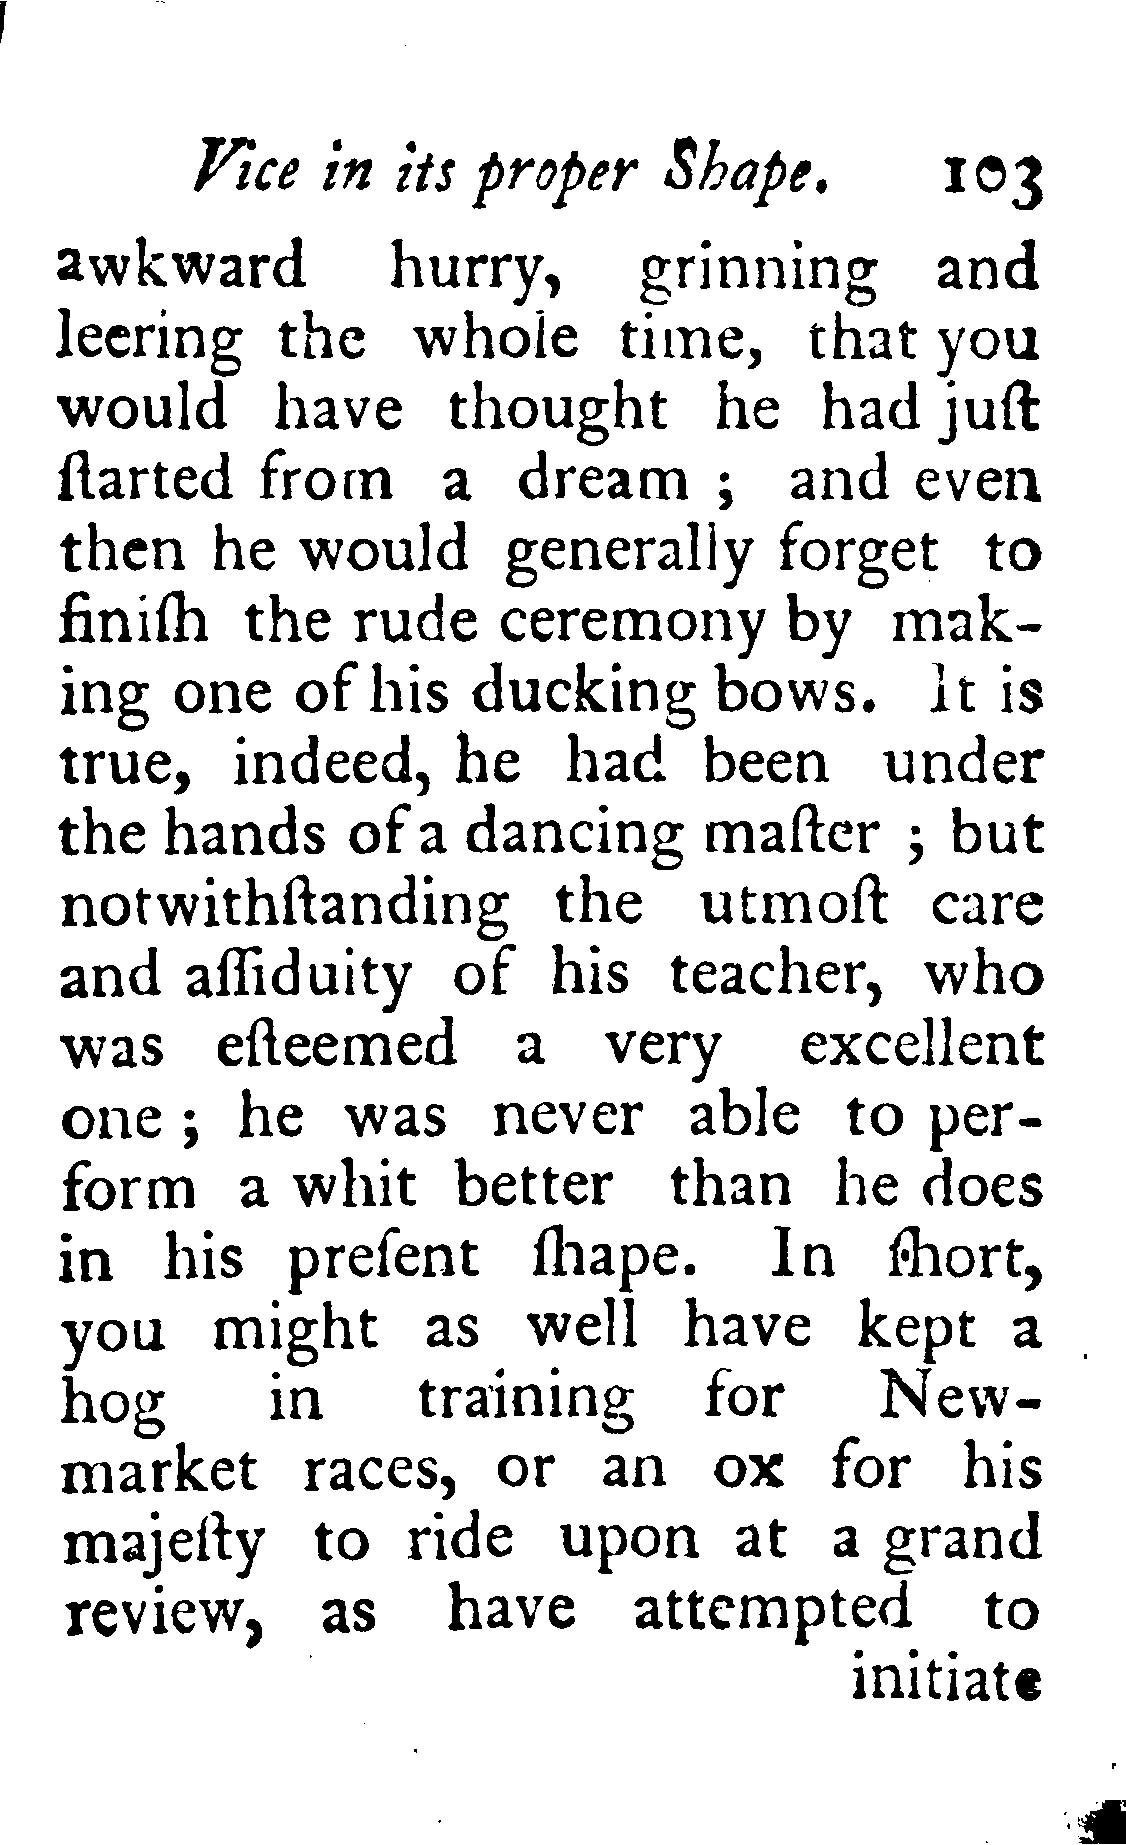 Vice in its proper Shape. 103
awkward hurry, grinning and
leering the whole time, that you
would have thought he had juſt
ſtarted from a dream ; and even
then he would generally forget to
finiſh the rude ceremony by mak-
ing one of his ducking bows. It is
true, indeed, he had been under
the hands of a dancing maſter ; but
notwithſtanding the utmoſt care
and aſſiduity of his teacher, who
was eſteemed a very excellent
one ; he was never able to per-
form a whit better than he does
in his preſent ſhape. In ſhort,
you might as well have kept a
hog in training for New-
market races, or an ox for his
majeſty to ride upon at a grand
review, as have attempted to
initiate